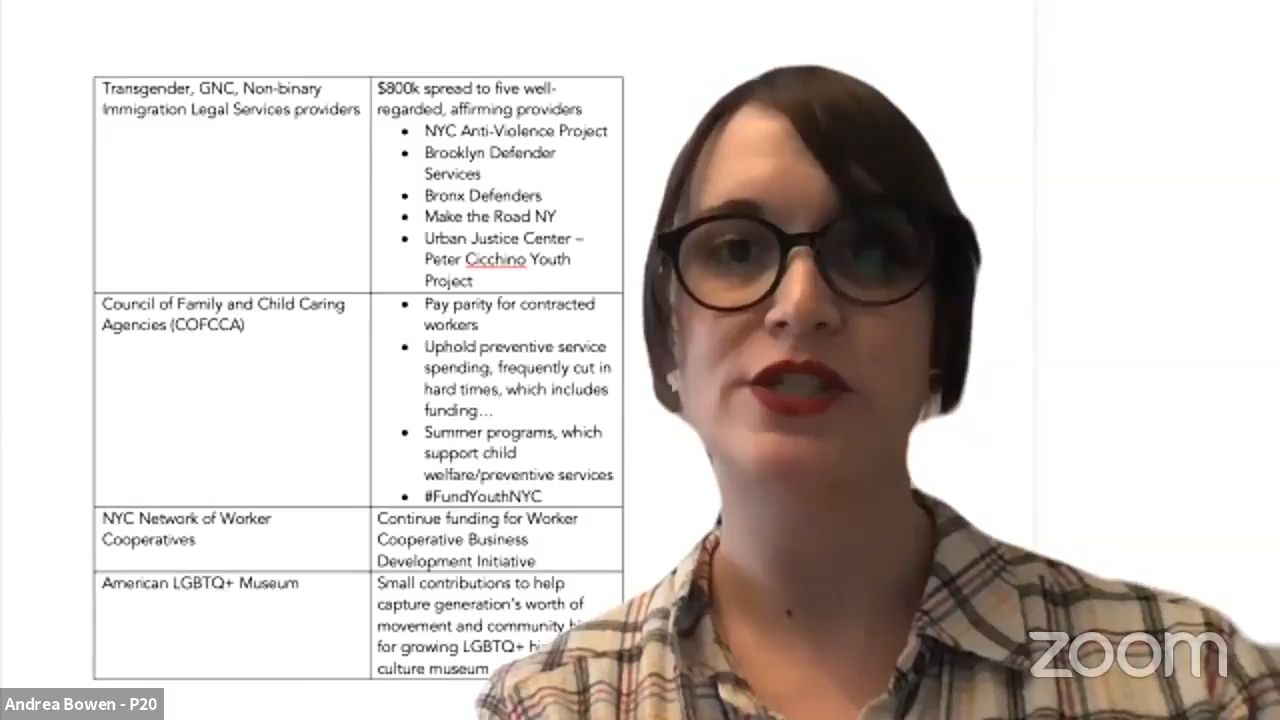 Transgender, GNC, Non-binary
Immigration Legal Services providers
$800k spread to five well-
regarded, affirming providers
• NYC Anti-Violence Project
• Brooklyn Defender
Services
• Bronx Defenders
• Make the Road NY
• Urban Justice Center –
Peter Cicchino Youth
Project
Council of Family and Child Caring
Agencies (COFCCA)
• Pay parity for contracted
workers
• Uphold preventive service
spending, frequently cut in
hard times, which includes
funding...
• Summer programs, which
support child
welfare/preventive services
• #FundYouthNYC
NYC Network of Worker
Cooperatives
Continue funding for Worker
Cooperative Business
Development Initiative
American LGBTQ+ Museum
Small contributions to help
capture generation's worth of
movement and community
for growing LGBTQ+
culture museum
zoom
Andrea Bowen - P20